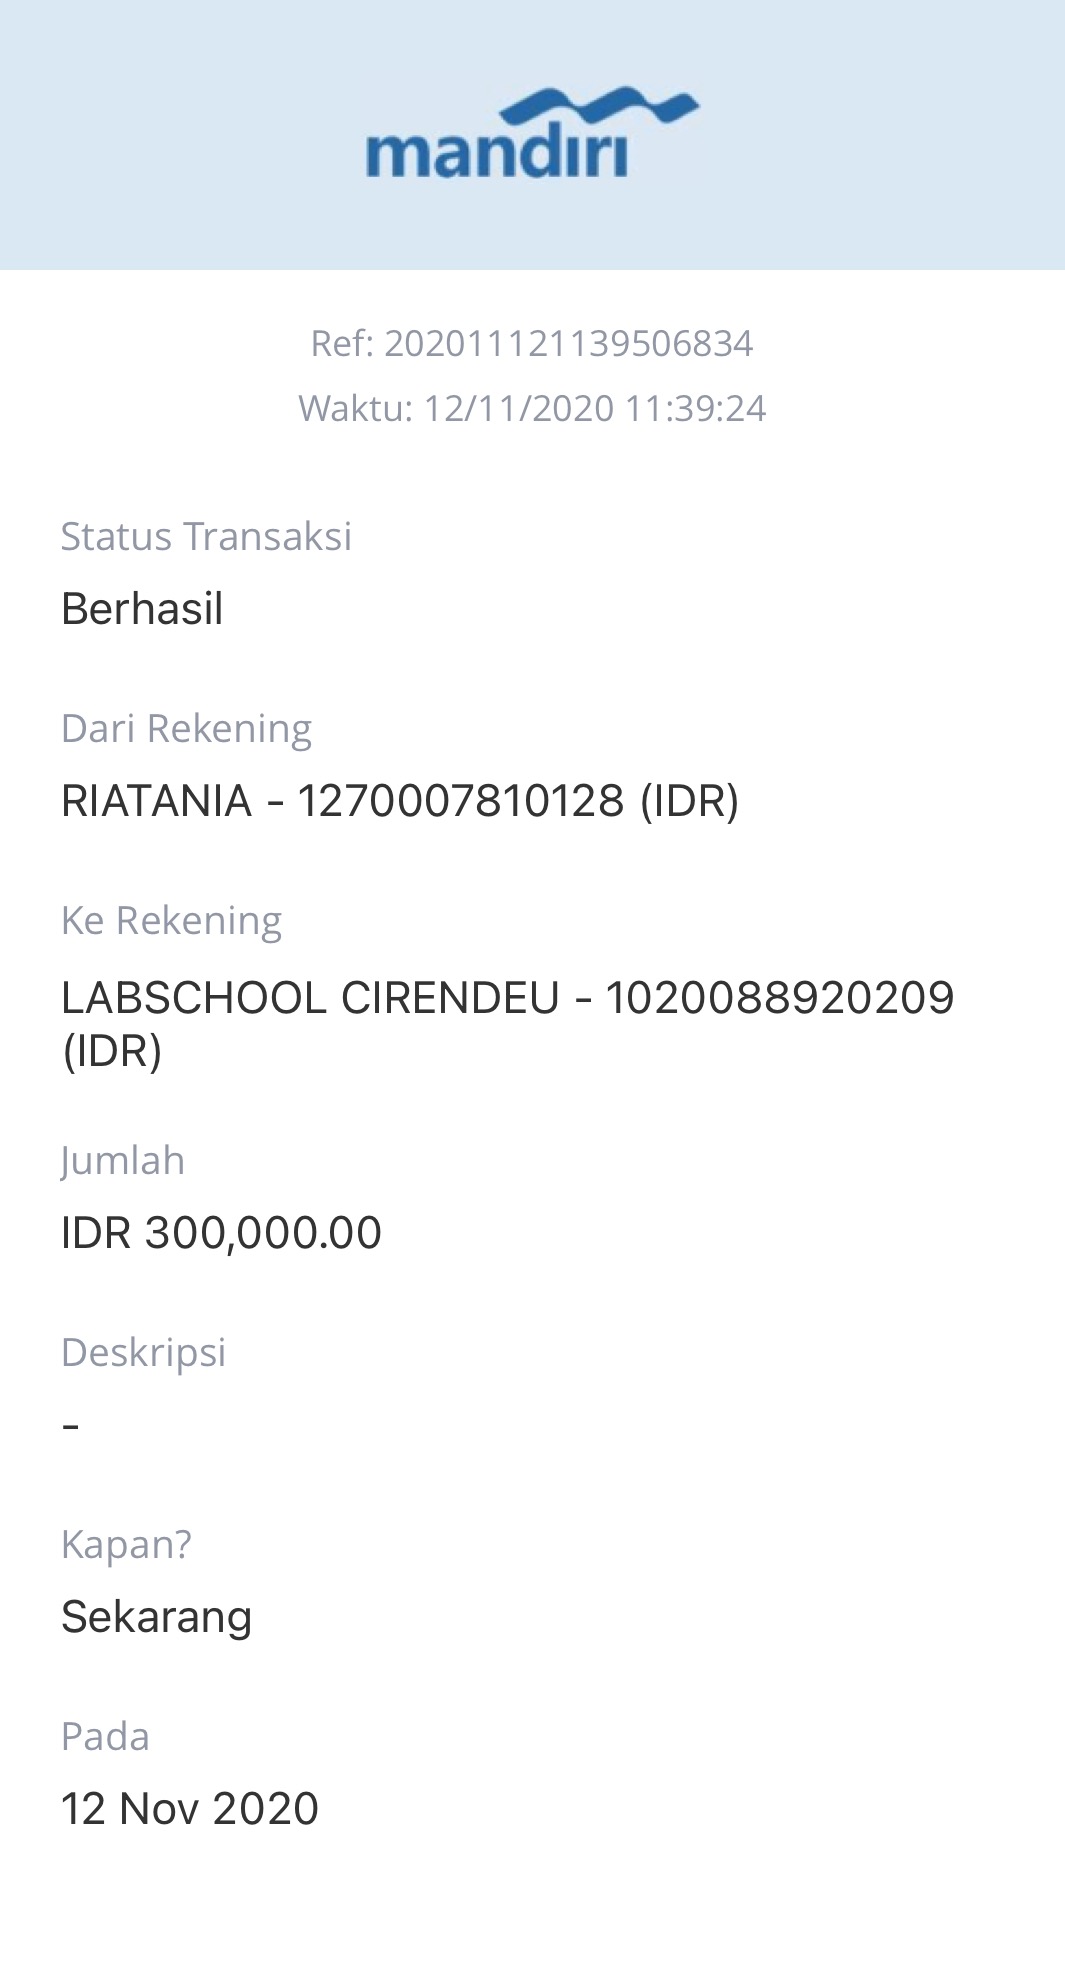 mandiri
Ref: 202011121139506834
Waktu: 12/11/2020 11:39:24
Status Transaksi
Berhasil
Dari Rekening
RIATANIA - 1270007810128 (IDR)
Ke Rekening
LABSCHOOL CIRENDEU - 1020088920209
(IDR)
Jumlah
IDR 300,000.00
Deskripsi
-
Kapan?
Sekarang
Pada
12 Nov 2020